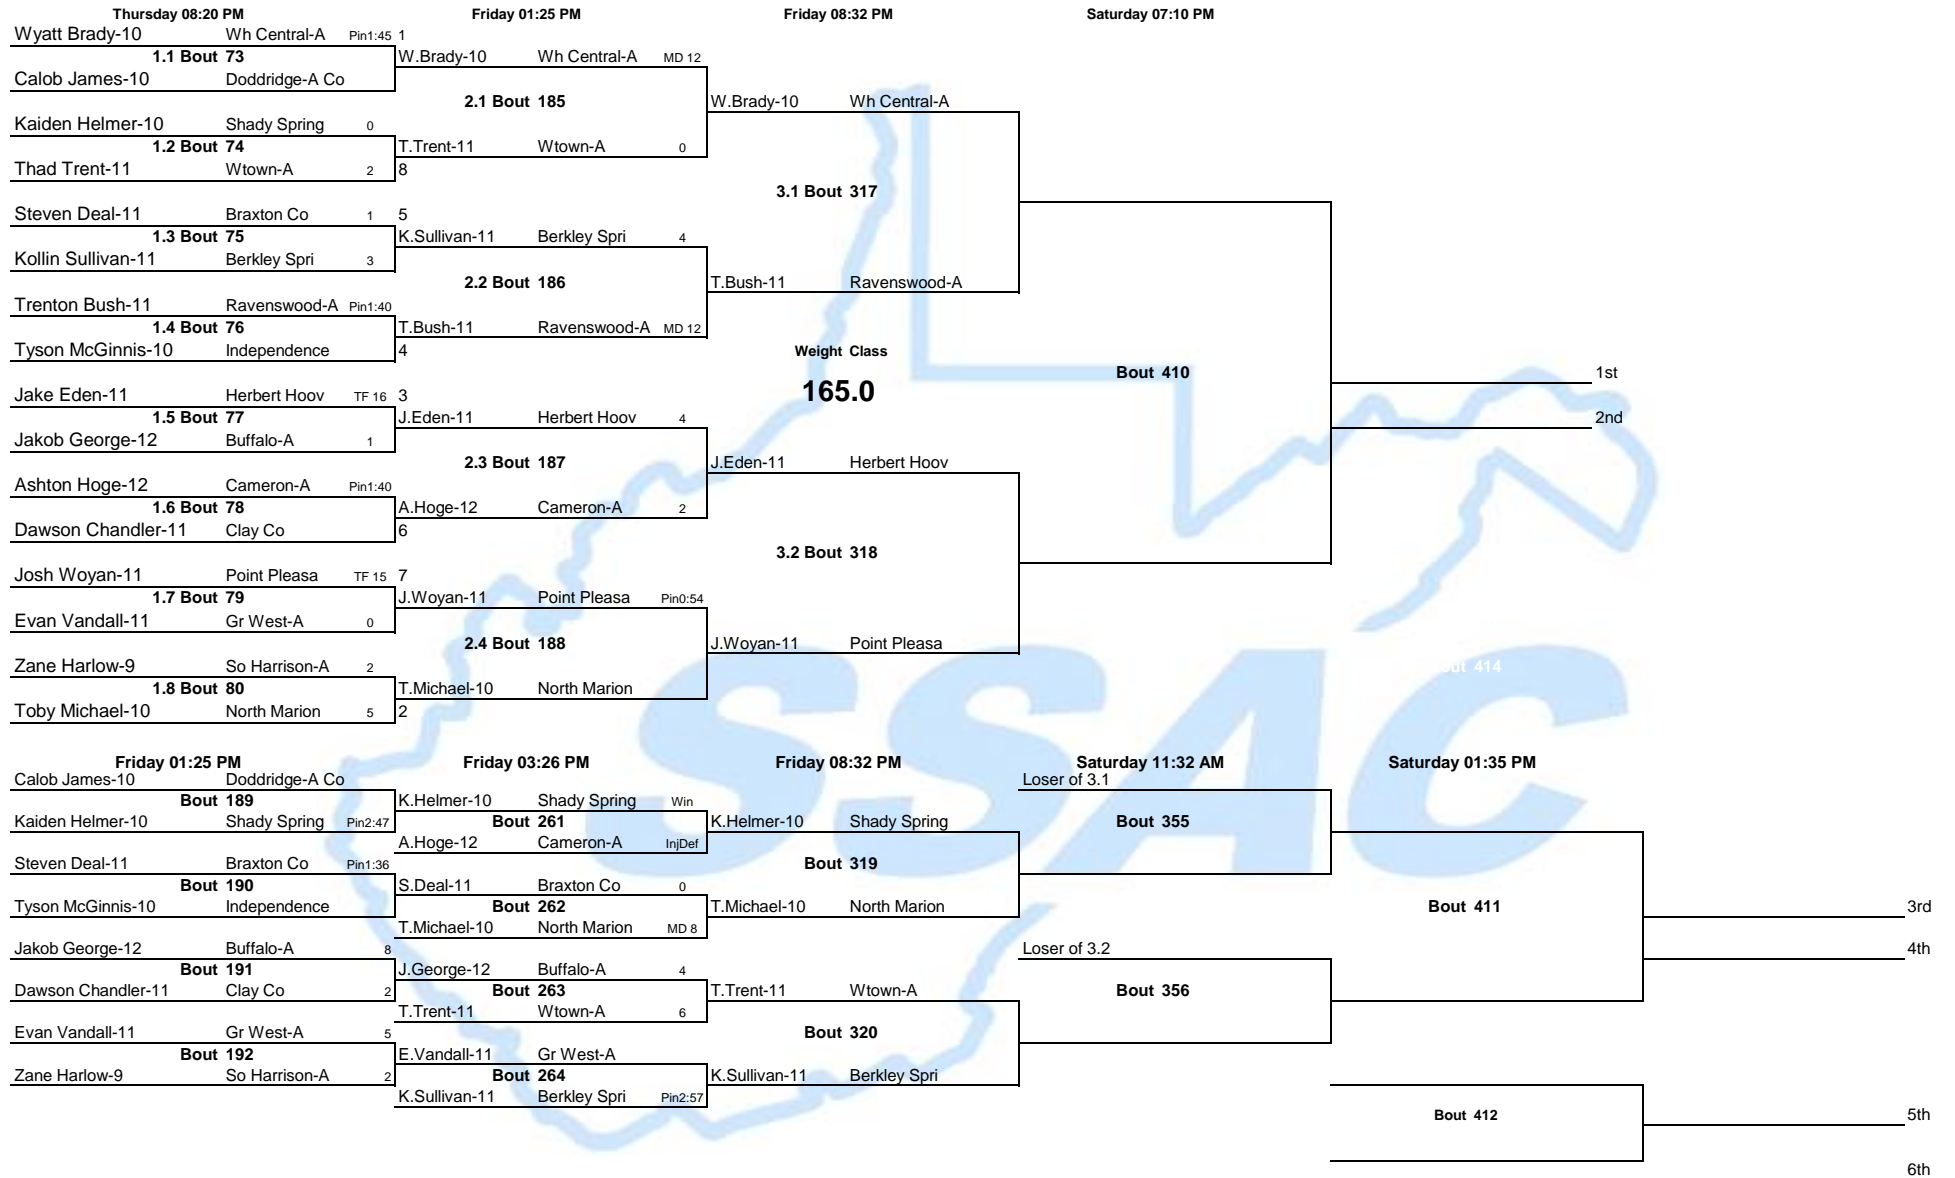 Thursday 08:20 PM Friday 01:25 PM Friday 08:32 PM Saturday 07:10 PM
Wyatt Brady-10 Wh Central-A Pin1:45 1
1.1 Bout 73 W.Brady-10 Wh Central-A MD 12
Calob James-10 Doddridge-A Co
2.1 Bout 185 W.Brady-10 Wh Central-A
Kaiden Helmer-10 Shady Spring 0
1.2 Bout 74 T.Trent-11 Wtown-A 0
Thad Trent-11 Wtown-A 2 8
3.1 Bout 317
Steven Deal-11 Braxton Co 1 5
1.3 Bout 75 K.Sullivan-11 Berkley Spri 4
Kollin Sullivan-11 Berkley Spri 3
2.2 Bout 186 T.Bush-11 Ravenswood-A
Trenton Bush-11 Ravenswood-A Pin1:40
1.4 Bout 76 T.Bush-11 Ravenswood-A MD 12
Tyson McGinnis-10 Independence 4 Weight Class
Bout 410 1st
Jake Eden-11 Herbert Hoov TF 16 3 165.0
1.5 Bout 77 J.Eden-11 Herbert Hoov 4 2nd
Jakob George-12 Buffalo-A 1
2.3 Bout 187 J.Eden-11 Herbert Hoov
Ashton Hoge-12 Cameron-A Pin1:40
1.6 Bout 78 A.Hoge-12 Cameron-A 2
Dawson Chandler-11 Clay Co 6
3.2 Bout 318
Josh Woyan-11 Point Pleasa TF 15 7
1.7 Bout 79 J.Woyan-11 Point Pleasa Pin0:54
Evan Vandall-11 Gr West-A 0
2.4 Bout 188 J.Woyan-11 Point Pleasa
Zane Harlow-9 So Harrison-A 2 414
1.8 Bout 80 T.Michael-10 North Marion
Toby Michael-10 North Marion 5 2
SSAC
Friday 01:25 PM Friday 03:26 PM Friday 08:32 PM Saturday 11:32 AM Saturday 01:35 PM
Calob James-10 Doddridge-A Co Loser of 3.1
Bout 189 K.Helmer-10 Shady Spring Win
Kaiden Helmer-10 Shady Spring Pin2:47 Bout 261 K.Helmer-10 Shady Spring Bout 355
A.Hoge-12 Cameron-A InjDef
Steven Deal-11 Braxton Co Pin1:36 Bout 319
Bout 190 S.Deal-11 Braxton Co 0
Tyson McGinnis-10 Independence Bout 262 T.Michael-10 North Marion Bout 411 3rd
T.Michael-10 North Marion MD 8
Jakob George-12 Buffalo-A 8 Loser of 3.2 4th
Bout 191 J.George-12 Buffalo-A 4
Dawson Chandler-11 Clay Co 2 Bout 263 T.Trent-11 Wtown-A Bout 356
T.Trent-11 Wtown-A 6
Evan Vandall-11 Gr West-A 5 Bout 320
Bout 192 E.Vandall-11 Gr West-A
Zane Harlow-9 So Harrison-A 2 Bout 264 K.Sullivan-11 Berkley Spri
K.Sullivan-11 Berkley Spri Pin2:57
Bout 412 5th
6th